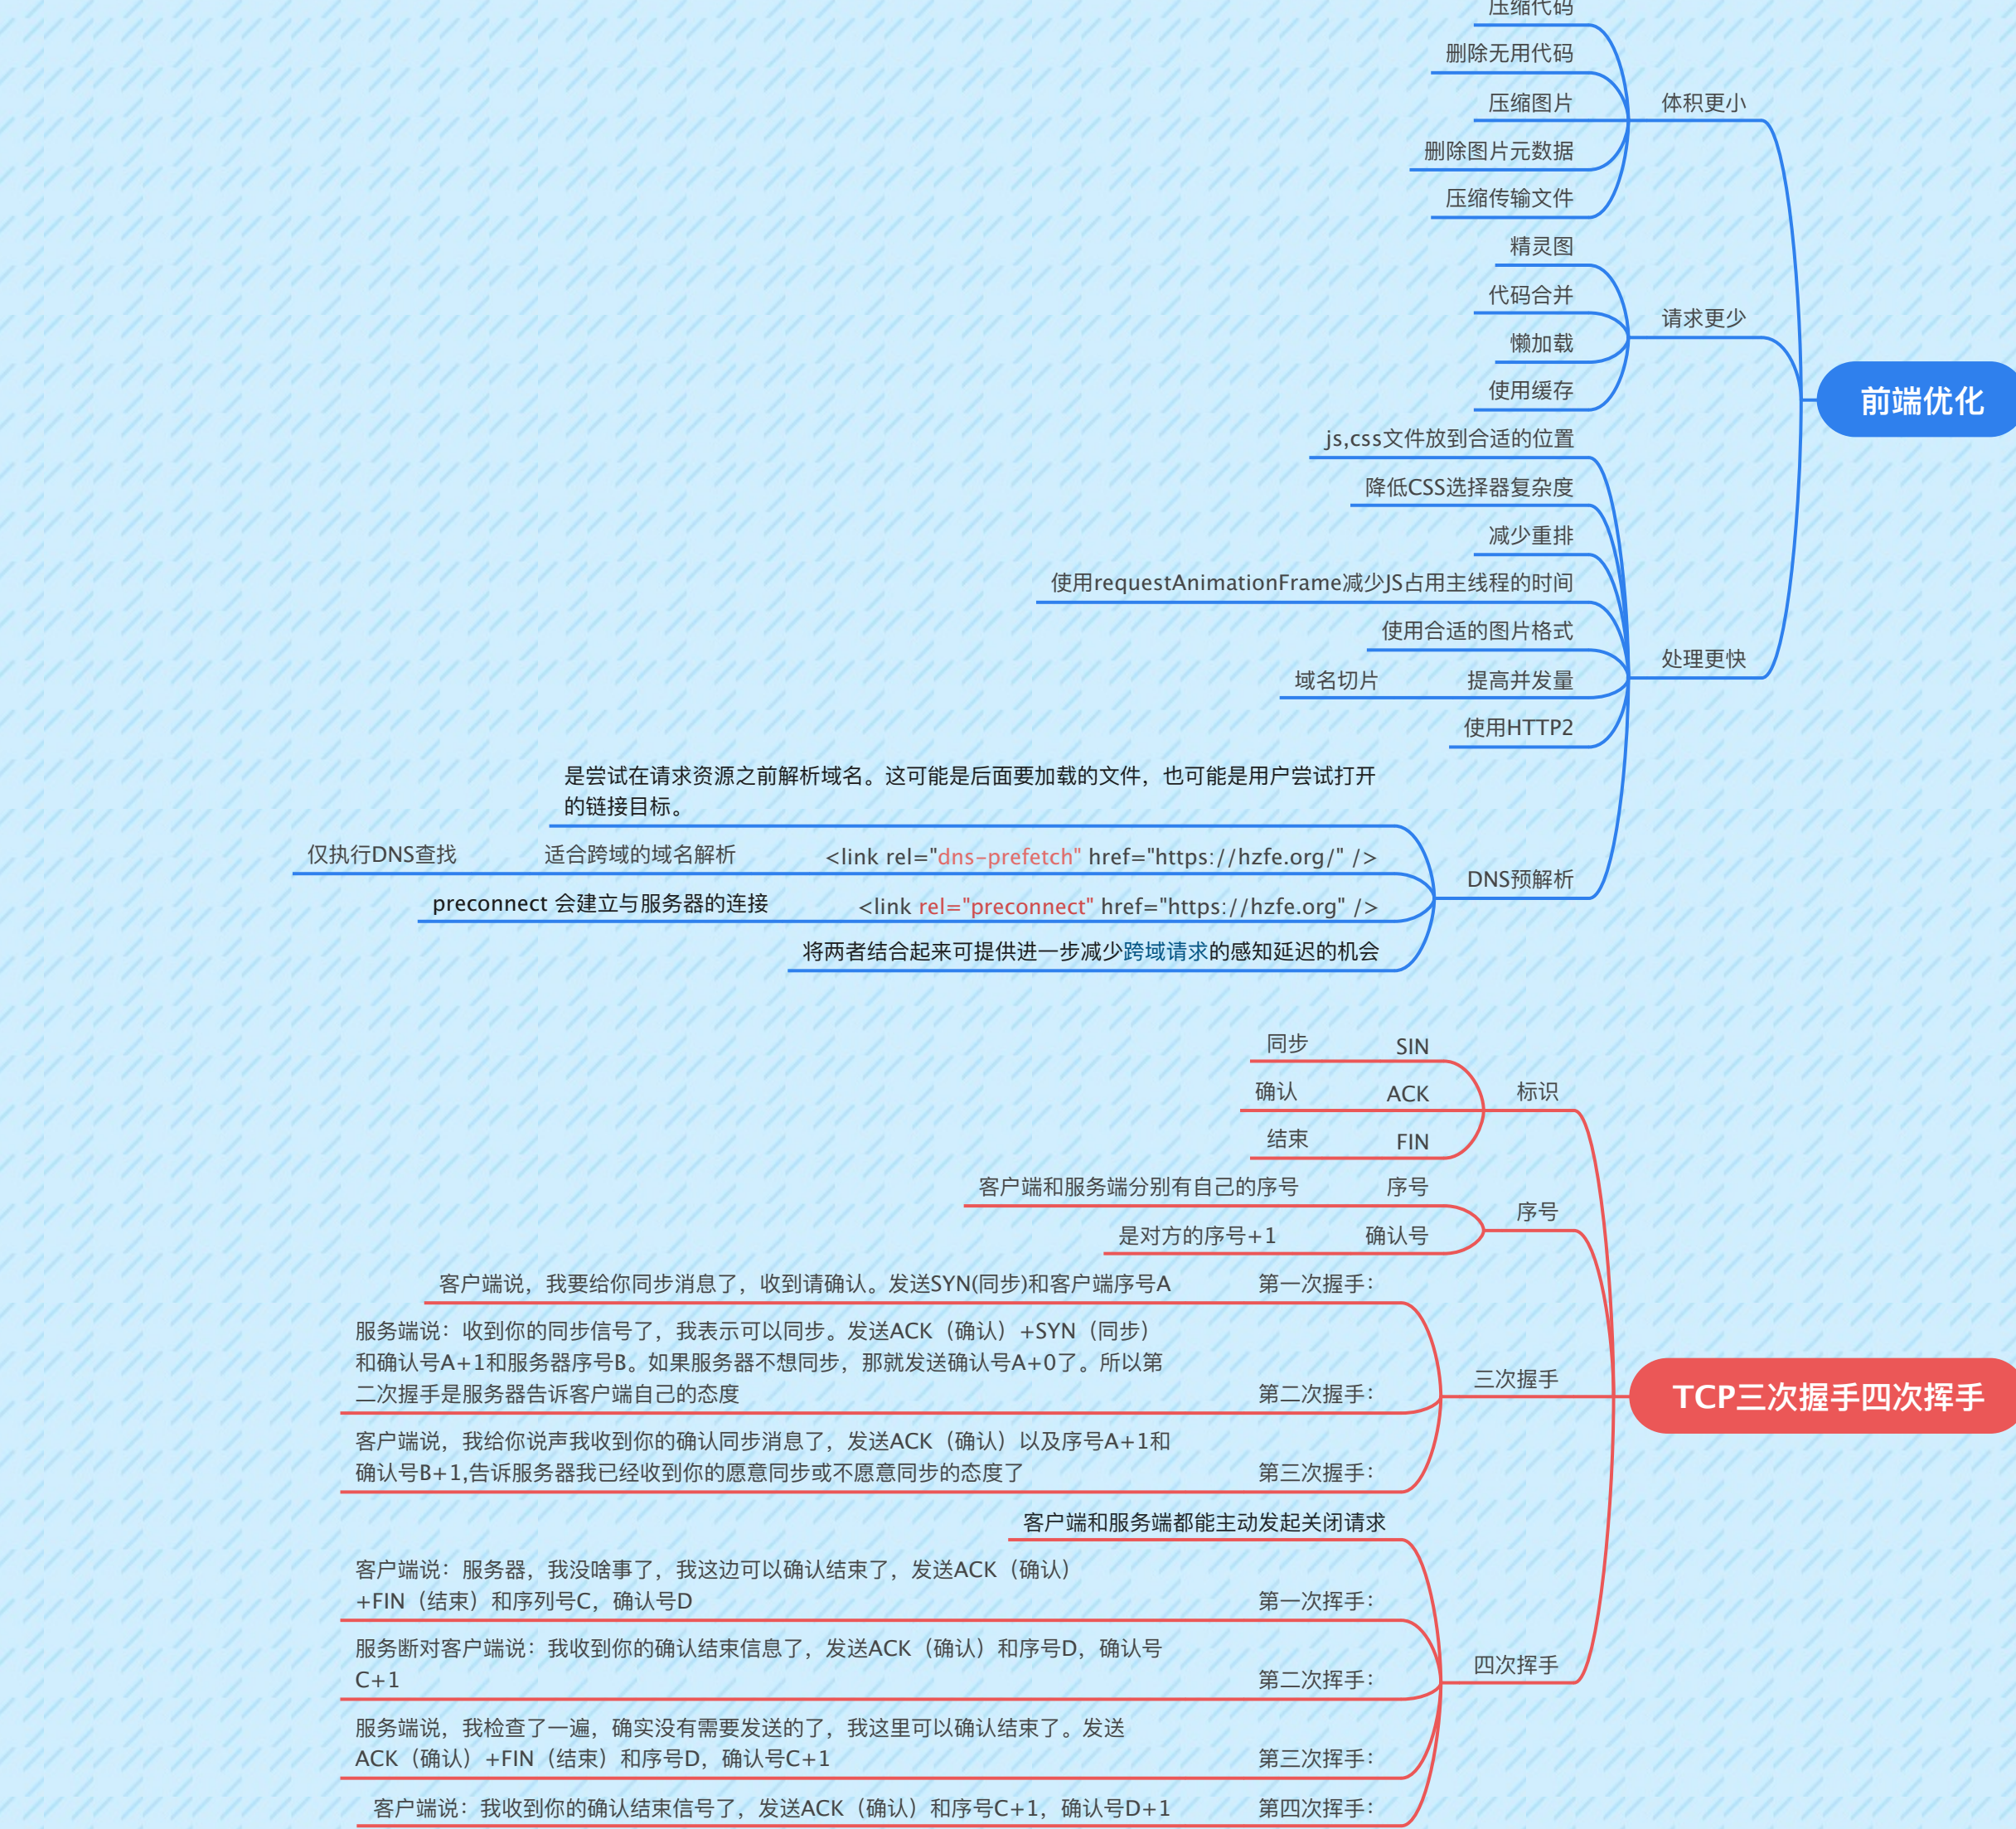 压缩代码
删除无用代码
压缩图片
体积更小
删除图片元数据
压缩传输文件
精灵图
代码合并
请求更少
懒加载
使用缓存
前端优化
js,css文件放到合适的位置
降低CSS选择器复杂度
减少重排
使用requestAnimationFrame减少JS占用主线程的时间
使用合适的图片格式
处理更快
域名切片 提高并发量
使用HTTP2
是尝试在请求资源之前解析域名。这可能是后面要加载的文件，也可能是用户尝试打开
的链接目标。
仅执行DNS查找 适合跨域的域名解析 <link rel="dns-prefetch" href="https://hzfe.org/" />
DNS预解析
preconnect 会建立与服务器的连接 <link rel="preconnect" href="https://hzfe.org" />
将两者结合起来可提供进一步减少跨域请求的感知延迟的机会
同步 SIN
确认 ACK 标识
结束 FIN
客户端和服务端分别有自己的序号 序号
序号
是对方的序号+1 确认号
客户端说，我要给你同步消息了，收到请确认。发送SYN(同步)和客户端序号A 第一次握手：
服务端说：收到你的同步信号了，我表示可以同步。发送ACK（确认）+SYN（同步）
和确认号A+1和服务器序号B。如果服务器不想同步，那就发送确认号A+0了。所以第
二次握手是服务器告诉客户端自己的态度 第二次握手：
三次握手
TCP三次握手四次挥手
客户端说，我给你说声我收到你的确认同步消息了，发送ACK（确认）以及序号A+1和
确认号B+1,告诉服务器我已经收到你的愿意同步或不愿意同步的态度了 第三次握手：
客户端和服务端都能主动发起关闭请求
客户端说：服务器，我没啥事了，我这边可以确认结束了，发送ACK（确认）
+FIN（结束）和序列号C，确认号D 第一次挥手：
服务断对客户端说：我收到你的确认结束信息了，发送ACK（确认）和序号D，确认号
C+1 第二次挥手：
四次挥手
服务端说，我检查了一遍，确实没有需要发送的了，我这里可以确认结束了。发送
ACK（确认）+FIN（结束）和序号D，确认号C+1 第三次挥手：
客户端说：我收到你的确认结束信号了，发送ACK（确认）和序号C+1，确认号D+1 第四次挥手：